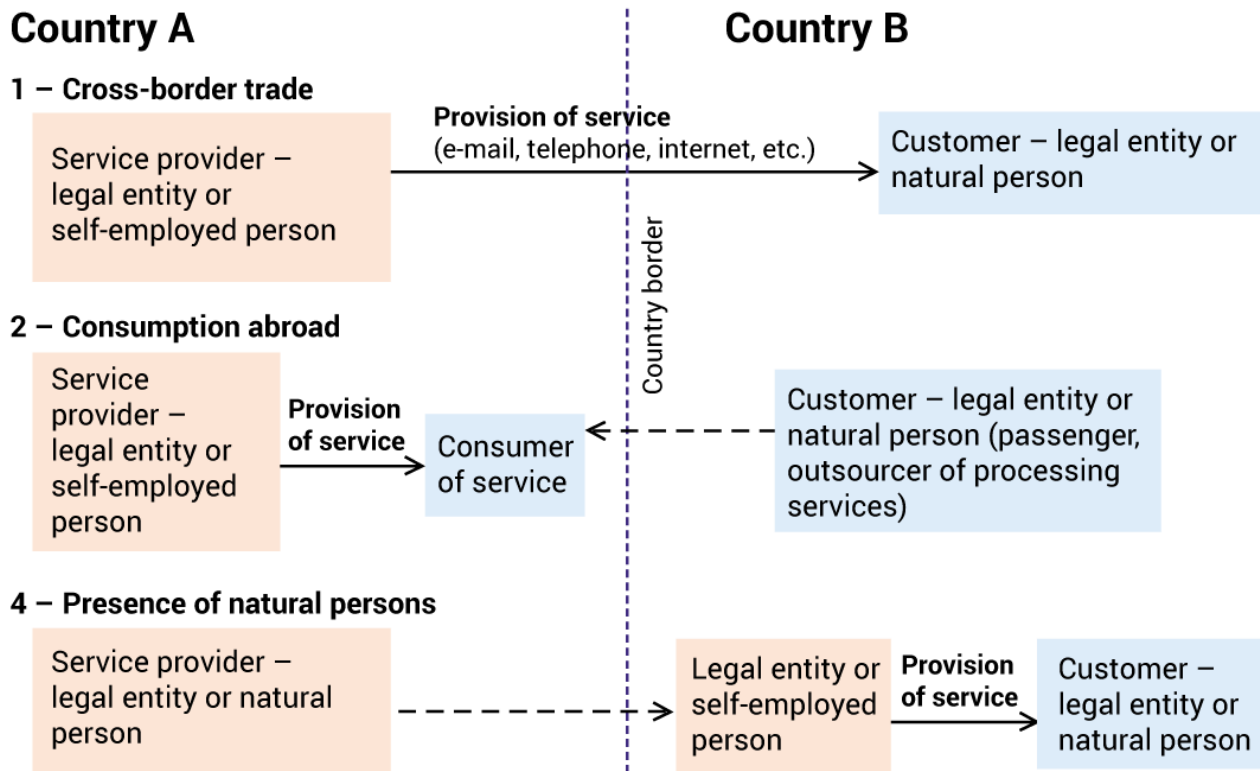 Country A
Country B
1 – Cross-border trade
Service provider –
legal entity or
self-employed person
Provision of service
(e-mail, telephone, internet, etc.)
Customer – legal entity or
natural person
Country border
2 – Consumption abroad
Service
provider –
legal entity or
self-employed
person
Provision
of service
Consumer
of service
Customer – legal entity or
natural person (passenger,
outsourcer of processing
services)
4 – Presence of natural persons
Service provider –
legal entity or natural
person
Legal entity or
self-employed
person
Provision
of service
Customer –
legal entity or
natural person